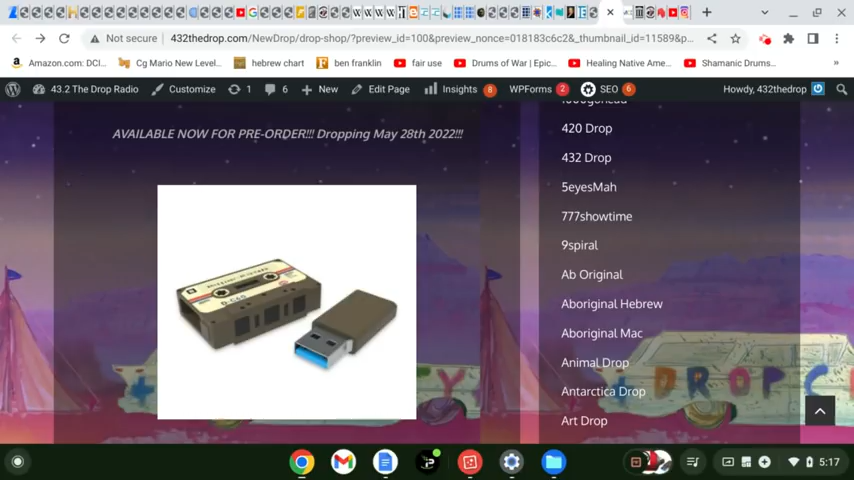 Not secure
432thedrop.com/NewDrop/drop-shop/?preview_id=100&preview_nonce=018183c6c2&_thumbnail_id=11589&p...
Amazon.com: DCI...
Cg Mario New Level...
hebrew chart
ben franklin
fair use
Drums of War | Epic...
Healing Native Ame...
Shamanic Drums...
»
43.2 The Drop Radio
Customize
1
6
New
Edit Page
Insights 8
WPForms 2
SEO 6
Howdy, 432thedrop
AVAILABLE NOW FOR PRE-ORDER!!! Dropping May 28th 2022!!!
420 Drop
432 Drop
5eyesMah
777showtime
9spiral
Ab Original
Aboriginal Hebrew
Aboriginal Mac
Animal Drop
Antarctica Drop
Art Drop
D-C60
DROP C
Y
5:17